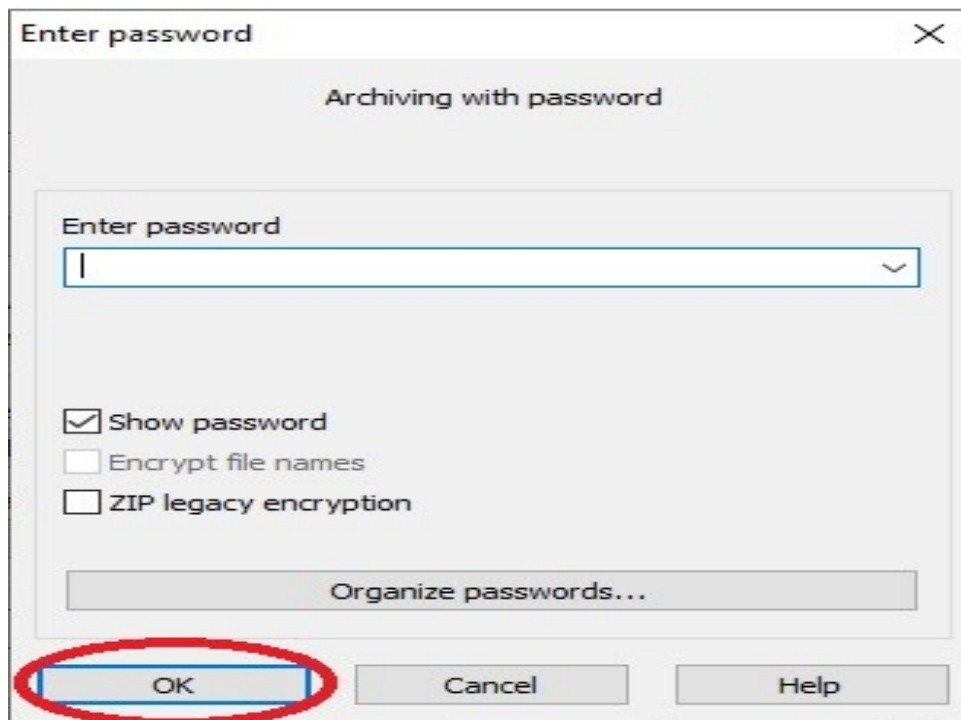 Enter password
Archiving with password
Enter password
Show password
Encrypt file names
ZIP legacy encryption
Organize passwords...
OK Cancel Help